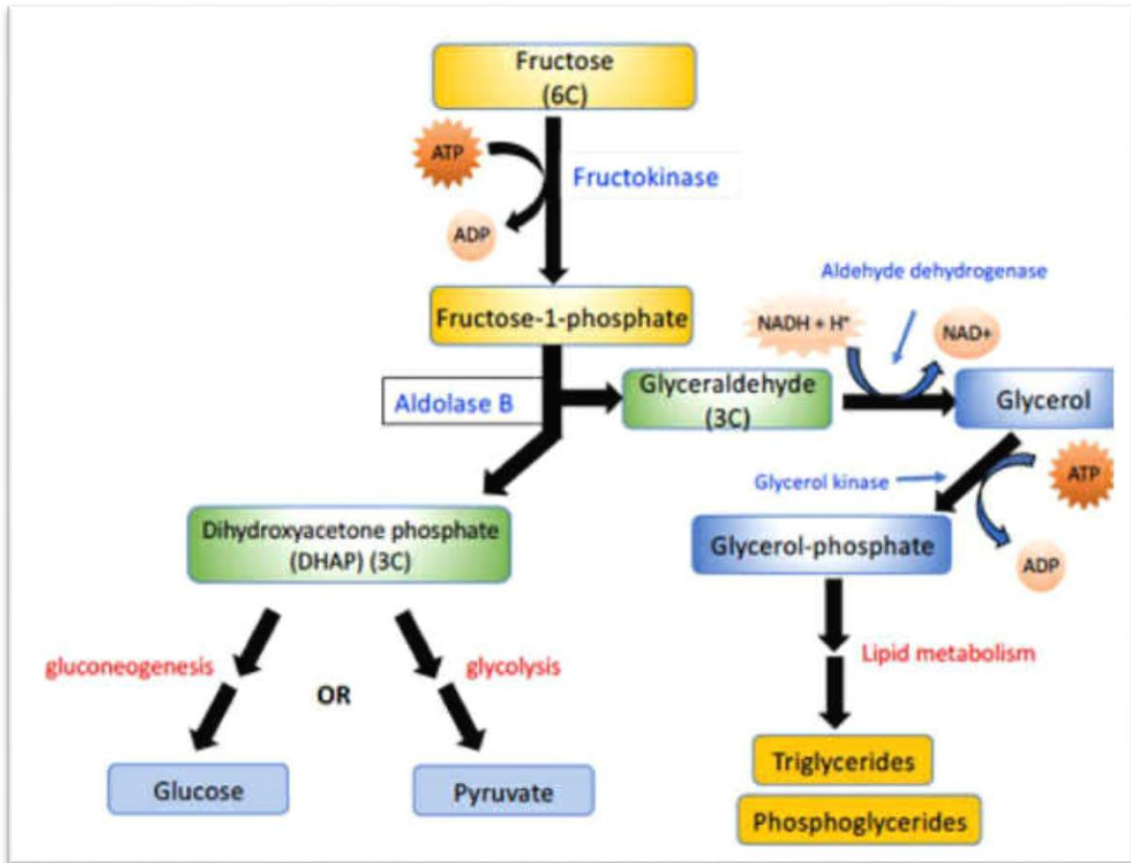 Fructose
(6C)
ATP
Fructokinase
ADP
Aldehyde dehydrogenase
Fructose-1-phosphate
NADH + H⁺
NAD+
Aldolase B
Glyceraldehyde
(3C)
Glycerol
Glycerol kinase
ATP
Dihydroxyacetone phosphate
(DHAP) (3C)
Glycerol-phosphate
ADP
gluconeogenesis
glycolysis
Lipid metabolism
OR
Glucose
Pyruvate
Triglycerides
Phosphoglycerides